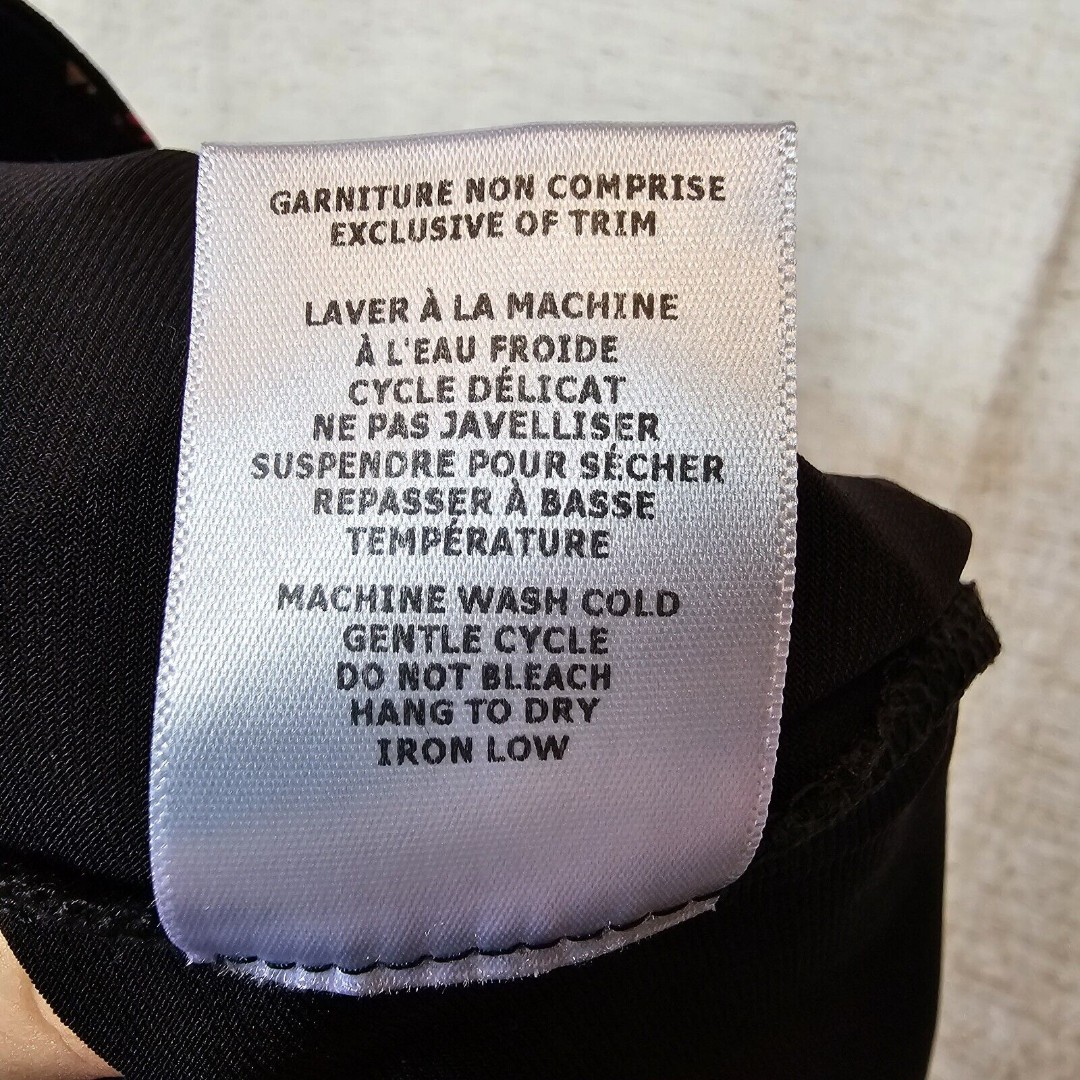 GARNITURE NON COMPRISE
EXCLUSIVE OF TRIM
LAVER À LA MACHINE
À L'EAU FROIDE
CYCLE DÉLICAT
NE PAS JAVELLISER
SUSPENDRE POUR SÉCHER
REPASSER À BASSE
TEMPÉRATURE
MACHINE WASH COLD
GENTLE CYCLE
DO NOT BLEACH
HANG TO DRY
IRON LOW